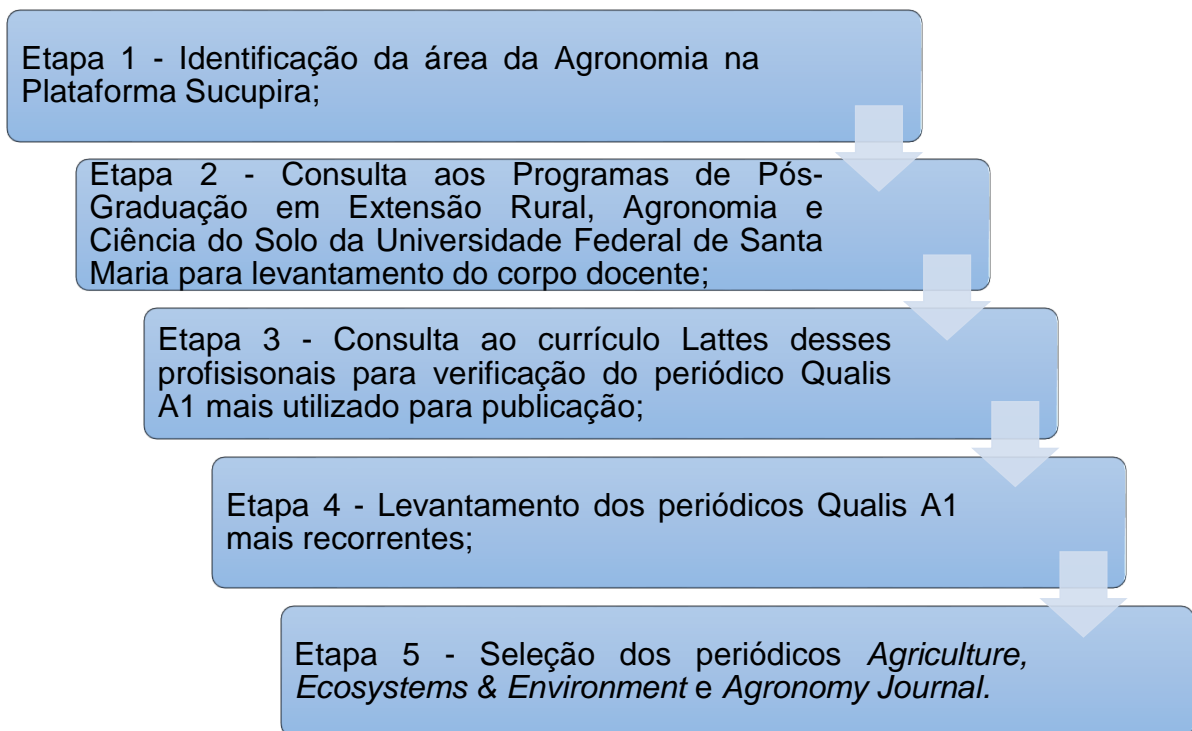 Etapa 1 - Identificação da área da Agronomia na
Plataforma Sucupira;
Etapa 2 - Consulta aos Programas de Pós-
Graduação em Extensão Rural, Agronomia e
Ciência do Solo da Universidade Federal de Santa
Maria para levantamento do corpo docente;
Etapa 3 - Consulta ao currículo Lattes desses
profisisonais para verificação do periódico Qualis
A1 mais utilizado para publicação;
Etapa 4 - Levantamento dos periódicos Qualis A1
mais recorrentes;
Etapa 5 - Seleção dos periódicos Agriculture,
Ecosystems & Environment e Agronomy Journal.